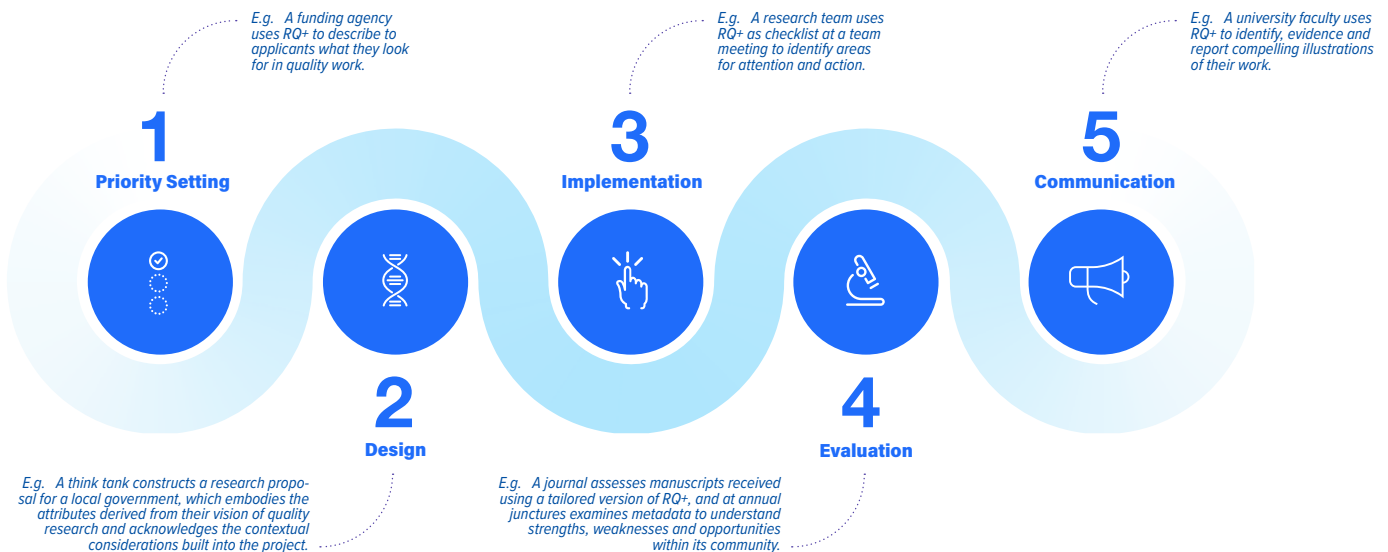 E.g. A funding agency
uses RQ+ to describe to
applicants what they look
for in quality work.
1
Priority Setting
2
Design
E.g. A think tank constructs a research propo-
sal for a local government, which embodies the
attributes derived from their vision of quality
research and acknowledges the contextual
considerations built into the project.
E.g. A research team uses
RQ+ as checklist at a team
meeting to identify areas
for attention and action.
3
Implementation
4
Evaluation
E.g. A journal assesses manuscripts received
using a tailored version of RQ+, and at annual
junctures examines metadata to understand
strengths, weaknesses and opportunities
within its community.
E.g. A university faculty uses
RQ+ to identify, evidence and
report compelling illustrations
of their work.
5
Communication